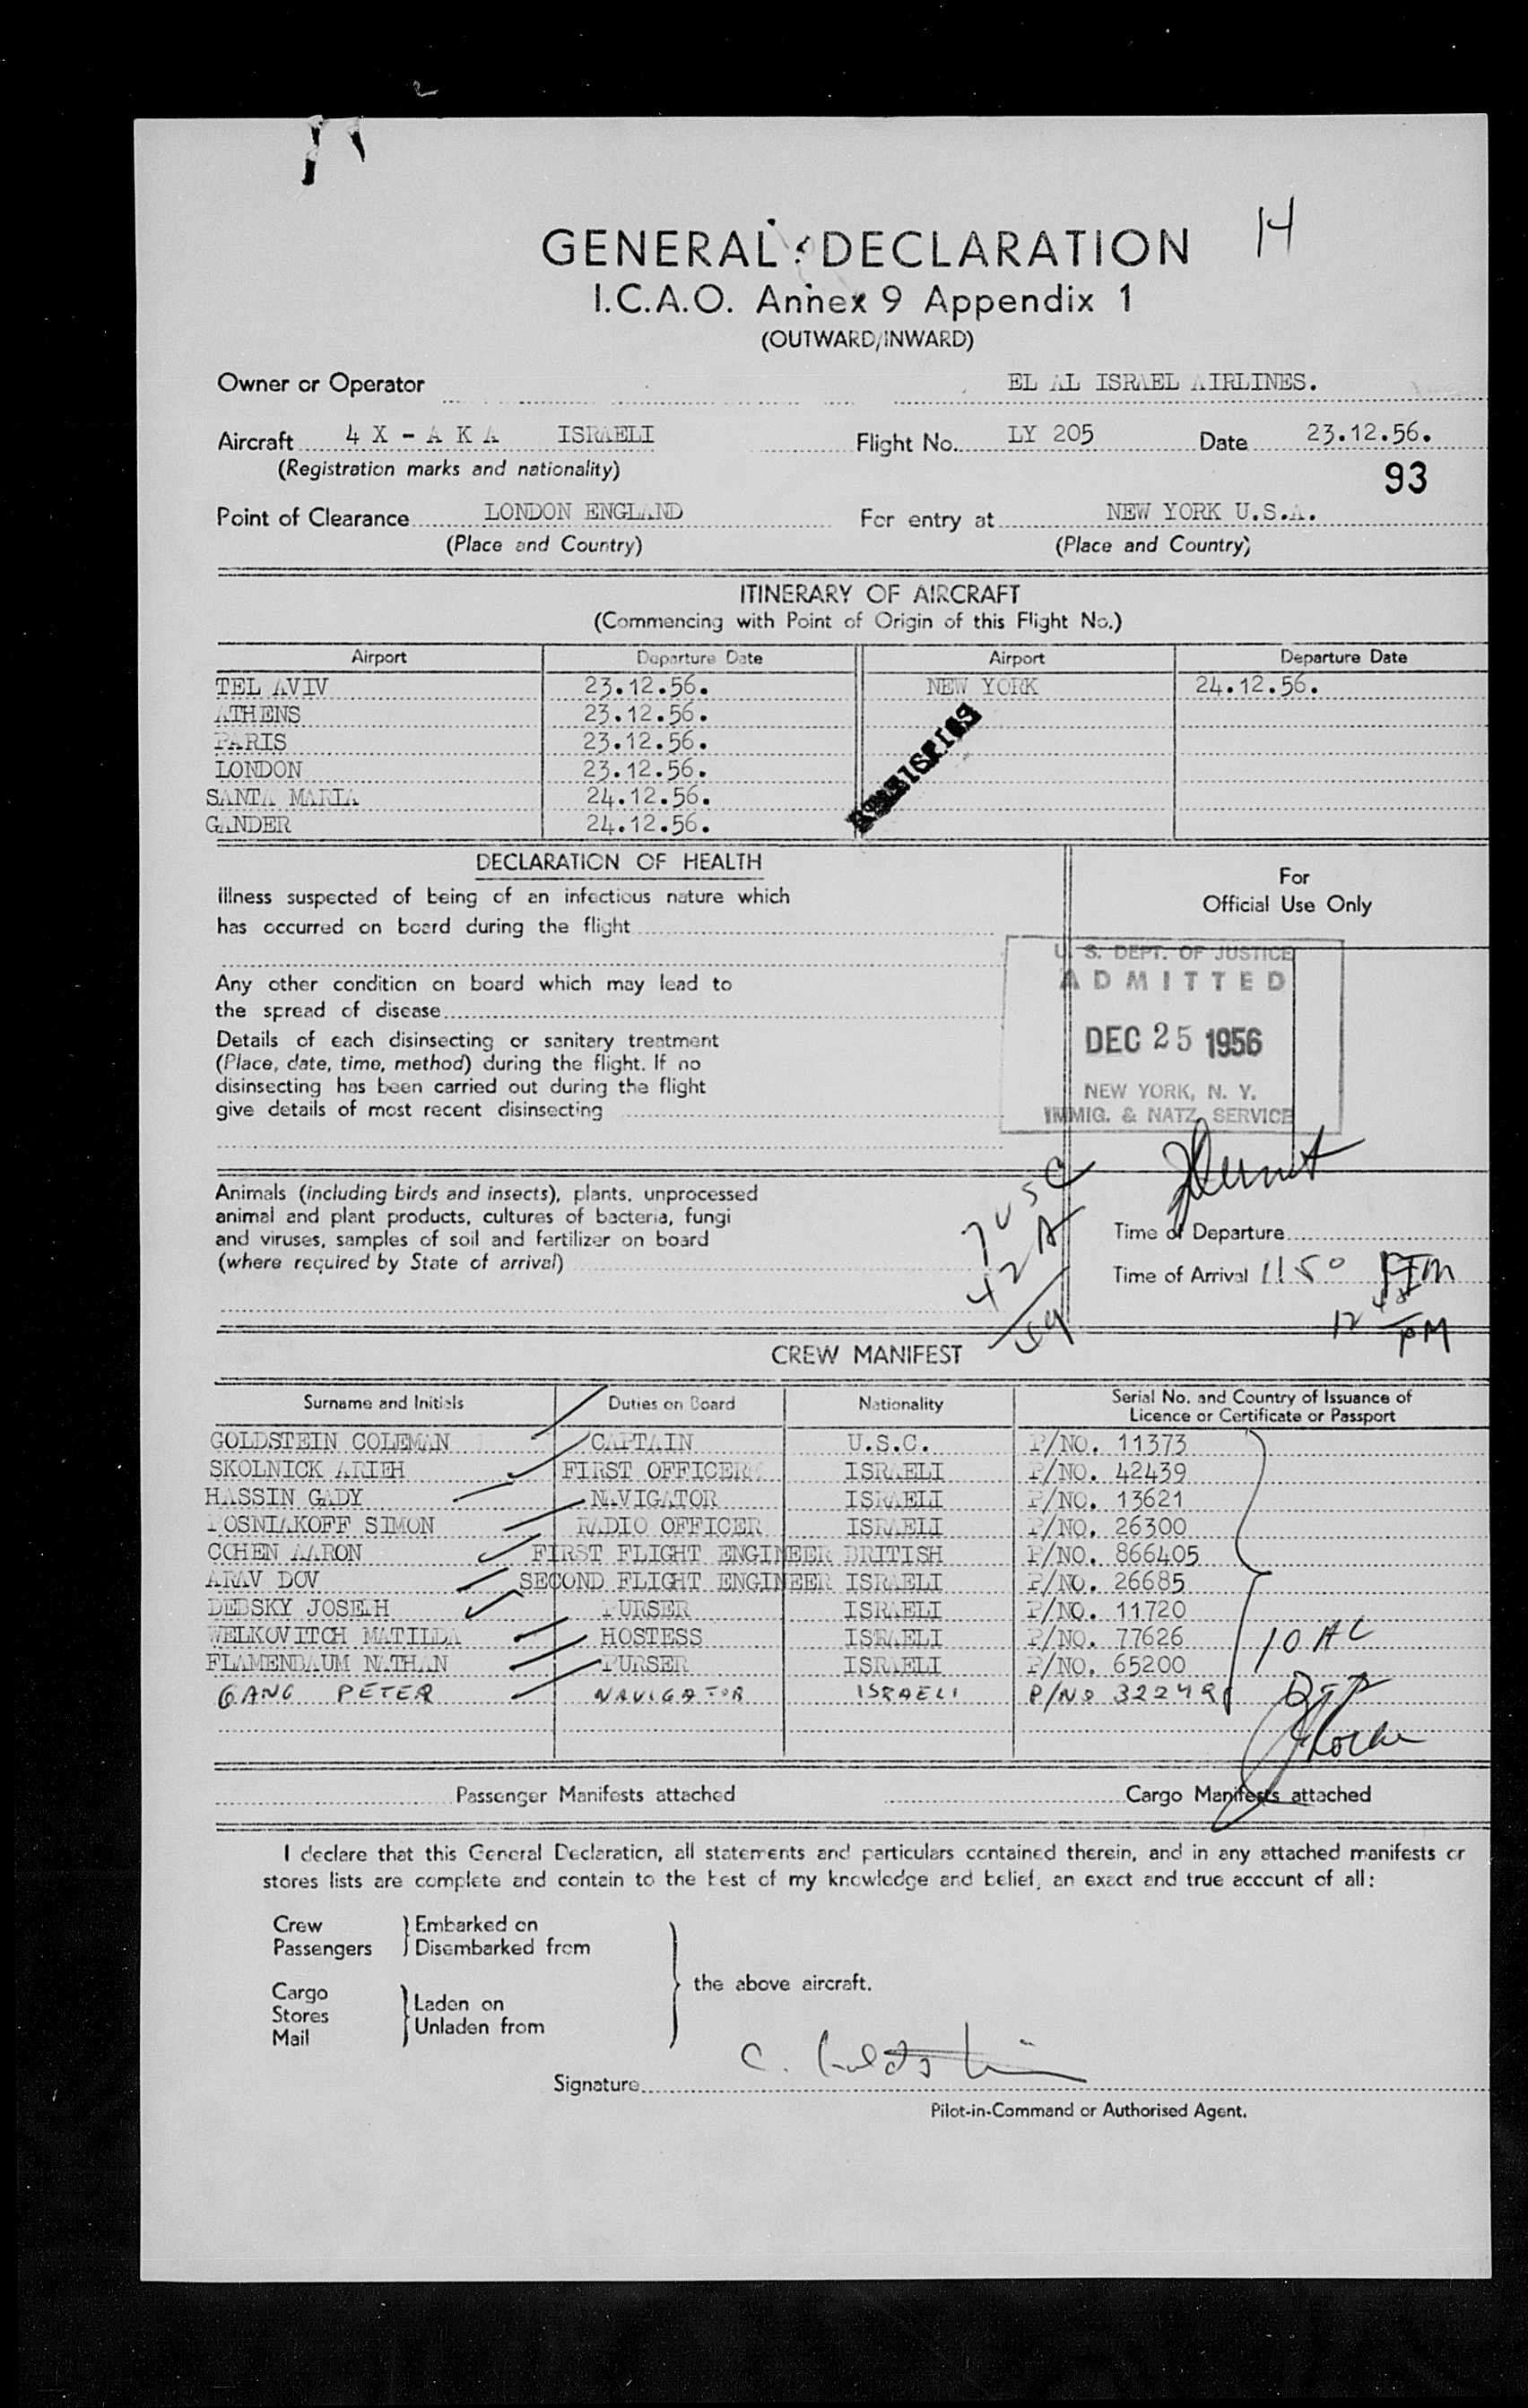 14
GENERAL DECLARATION
I.C.A.O. Annex 9 Appendix 1
(OUTWARD/INWARD)
Owner or Operator EL AL ISRAEL AIRLINES.
Aircraft 4 X - A K A ISRAELI Flight No. LY 205 Date 23.12.56.
(Registration marks and nationality)
93
Point of Clearance LONDON ENGLAND For entry at NEW YORK U.S.A.
(Place and Country) (Place and Country)
ITINERARY OF AIRCRAFT
(Commencing with Point of Origin of this Flight No.)
Airport Departure Date Airport Departure Date
TEL AVIV 23.12.56. NEW YORK 24.12.56.
ATHENS 23.12.56.
PARIS 23.12.56.
LONDON 23.12.56.
SANTA MARIA 24.12.56.
GANDER 24.12.56.
DECLARATION OF HEALTH
Illness suspected of being of an infectious nature which
has occurred on board during the flight
Any other condition on board which may lead to
the spread of disease
Details of each disinsecting or sanitary treatment
(Place, date, time, method) during the flight. If no
disinsecting has been carried out during the flight
give details of most recent disinsecting
For
Official Use Only
U. S. DEPT. OF JUSTICE
ADMITTED
DEC 25 1956
NEW YORK, N. Y.
IMMIG. & NATZ. SERVICE
Animals (including birds and insects), plants, unprocessed
animal and plant products, cultures of bacteria, fungi
and viruses, samples of soil and fertilizer on board
(where required by State of arrival)
7 USC
42 A
Time of Departure
Time of Arrival 1150
12 PM
CREW MANIFEST
Surname and Initials Duties on Board Nationality Serial No. and Country of Issuance of
Licence or Certificate or Passport
GOLDSTEIN COLEMAN CAPTAIN U.S.C. P/NO. 11373
SKOLNICK ARIEH FIRST OFFICER ISRAELI P/NO. 42439
HASSIN GADY NAVIGATOR ISRAELI P/NO. 13621
POSNIAKOFF SIMON RADIO OFFICER ISRAELI P/NO. 26300
COHEN AARON FIRST FLIGHT ENGINEER BRITISH P/NO. 866405
ARAV DOV SECOND FLIGHT ENGINEER ISRAELI P/NO. 26685
DEBSKY JOSEPH PURSER ISRAELI P/NO. 11720
WELKOVITCH MATILDA HOSTESS ISRAELI P/NO. 77626
FLAMENBAUM NATHAN PURSER ISRAELI P/NO. 65200
GANG PETER NAVIGATOR ISRAELI P/NO
10 AC
Passenger Manifests attached Cargo Manifests attached
I declare that this General Declaration, all statements and particulars contained therein, and in any attached manifests or
stores lists are complete and contain to the best of my knowledge and belief, an exact and true account of all:
Crew Embarked on
Passengers Disembarked from
the above aircraft.
Cargo
Stores Laden on
Mail Unladen from
Signature C. Goldstein
Pilot-in-Command or Authorised Agent.